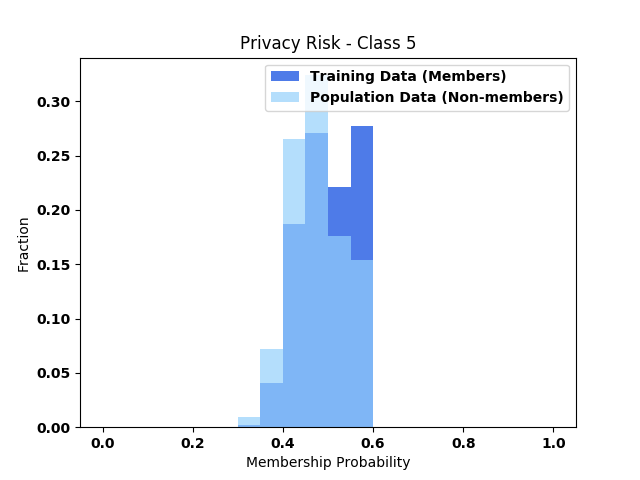 Privacy Risk - Class 5
Training Data (Members)
Population Data (Non-members)
0.30
0.25
0.20
0.15
0.10
0.05
0.00
Fraction
0.0 0.2 0.4 0.6 0.8 1.0
Membership Probability